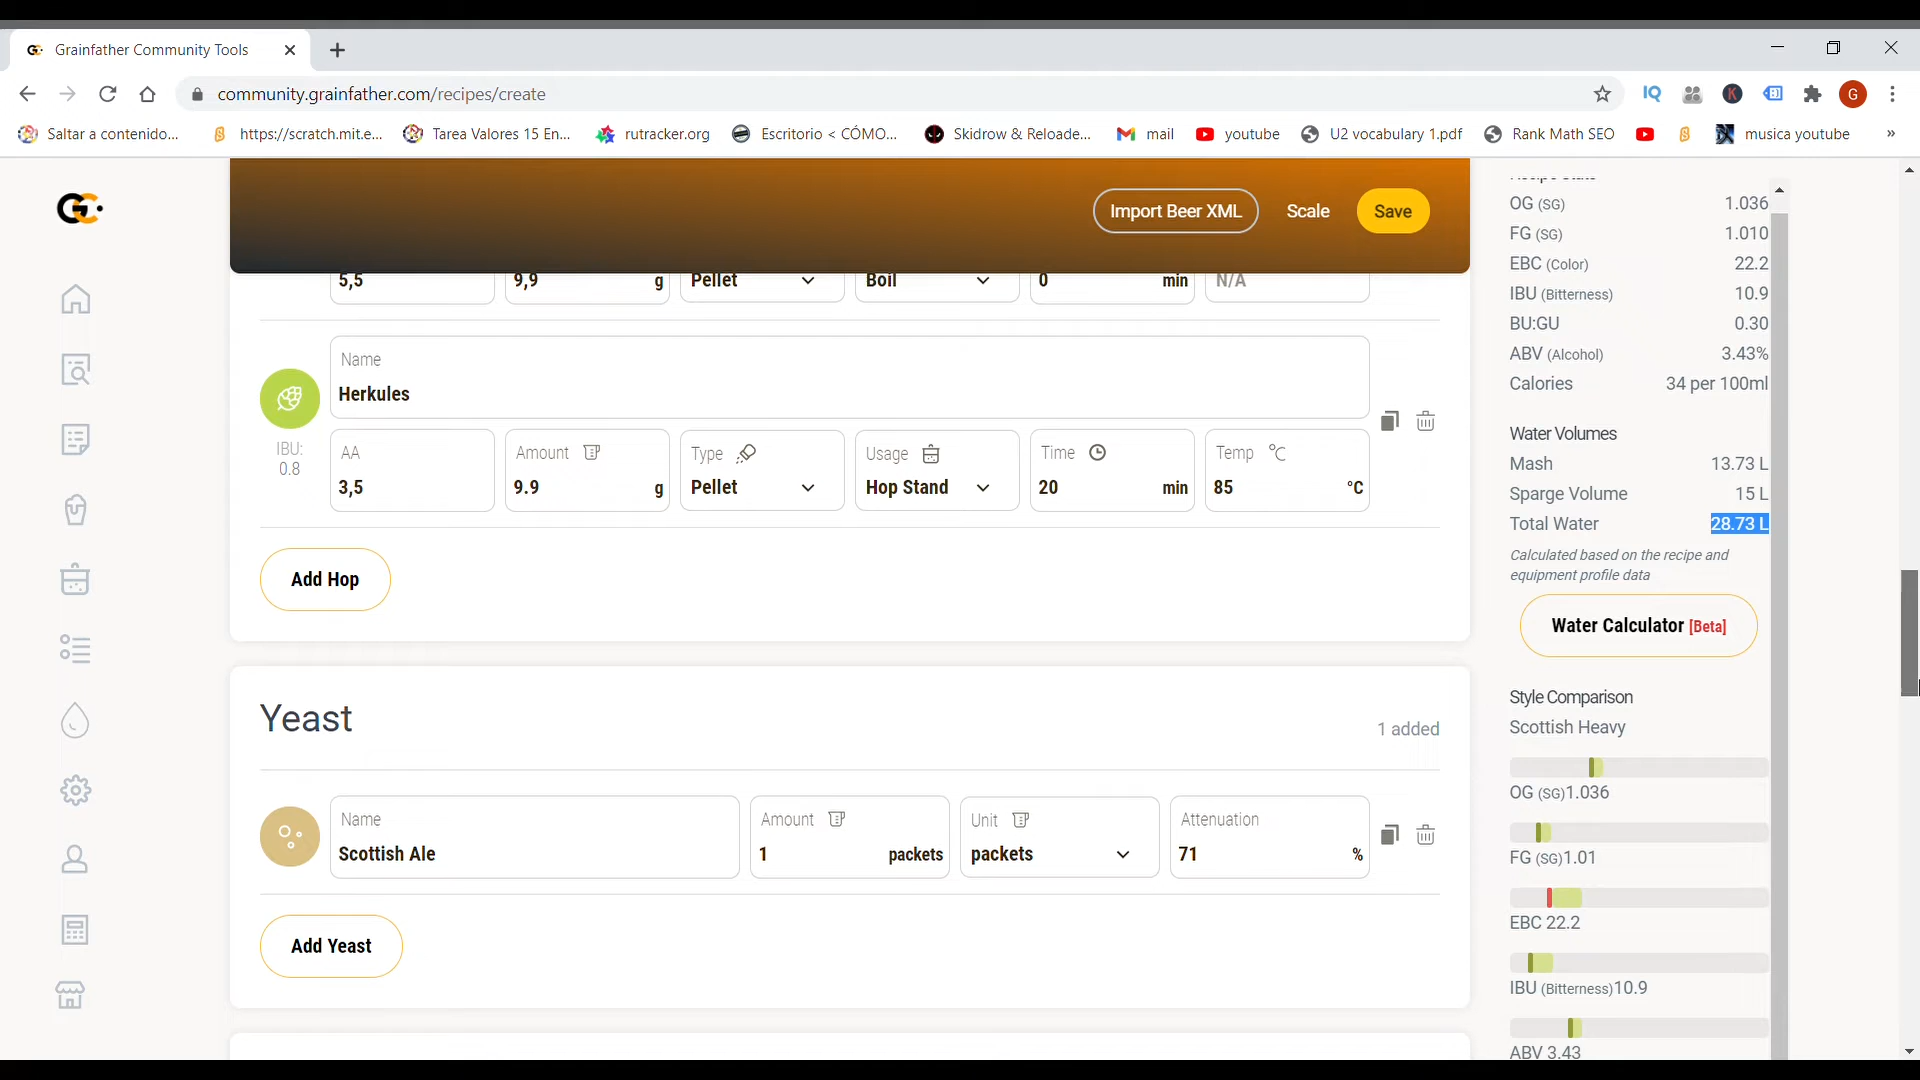 Grainfather Community Tools
community.grainfather.com/recipes/create
IQ
K
G
Saltar a contenido...
https://scratch.mit.e...
Tarea Valores 15 En...
rutracker.org
Escritorio < CÓMO...
Skidrow & Reloade...
mail
youtube
U2 vocabulary 1.pdf
Rank Math SEO
musica youtube
»
GC
Import Beer XML
Scale
Save
5,5
9,9 g
Pellet
Boil
0 min
N/A
Name
Herkules
IBU:
0.8
AA
3,5
Amount
9.9 g
Type
Pellet
Usage
Hop Stand
Time
20 min
Temp °C
85 °C
Add Hop
Yeast
1 added
Name
Scottish Ale
Amount
1 packets
Unit
packets
Attenuation
71 %
Add Yeast
Recipe Stats
OG (SG) 1.036
FG (SG) 1.010
EBC (Color) 22.2
IBU (Bitterness) 10.9
BU:GU 0.30
ABV (Alcohol) 3.43%
Calories 34 per 100ml
Water Volumes
Mash 13.73 L
Sparge Volume 15 L
Total Water 28.73 L
Calculated based on the recipe and
equipment profile data
Water Calculator [Beta]
Style Comparison
Scottish Heavy
OG (SG)1.036
FG (SG)1.01
EBC 22.2
IBU (Bitterness)10.9
ABV 3.43